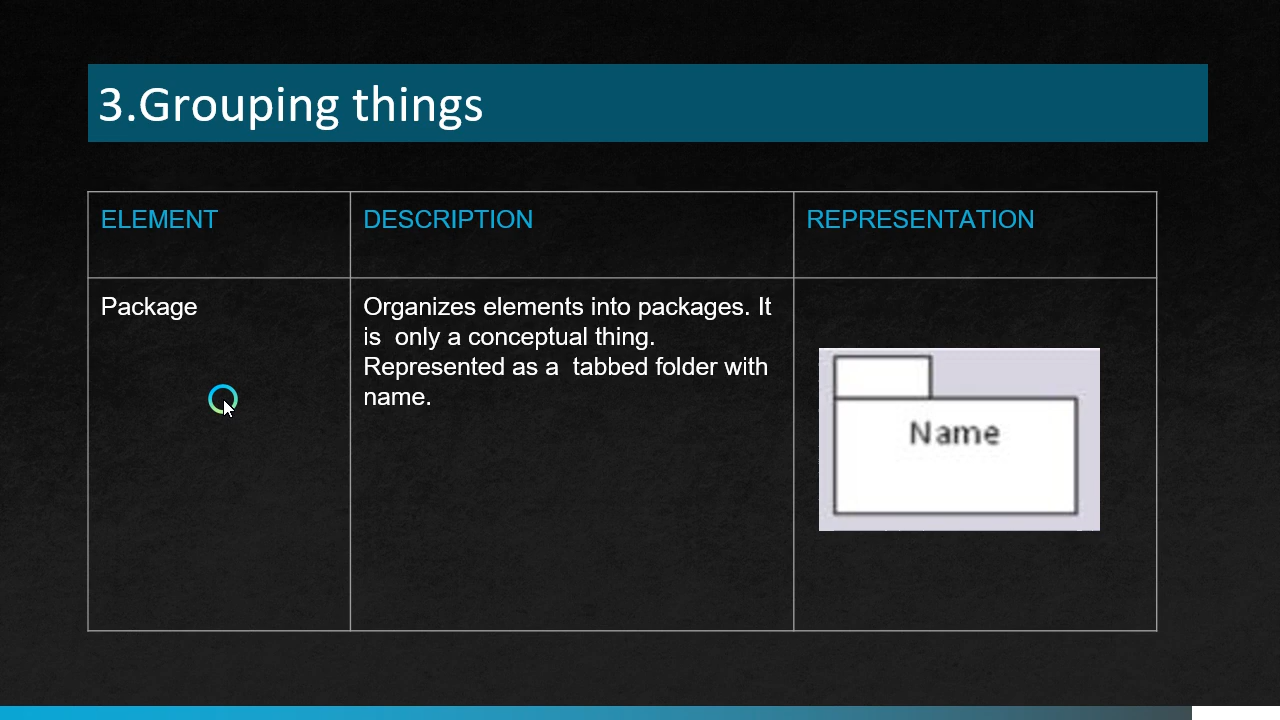 3.Grouping things
ELEMENT
DESCRIPTION
REPRESENTATION
Package
Organizes elements into packages. It
is  only a conceptual thing.
Represented as a  tabbed folder with
name.
Name